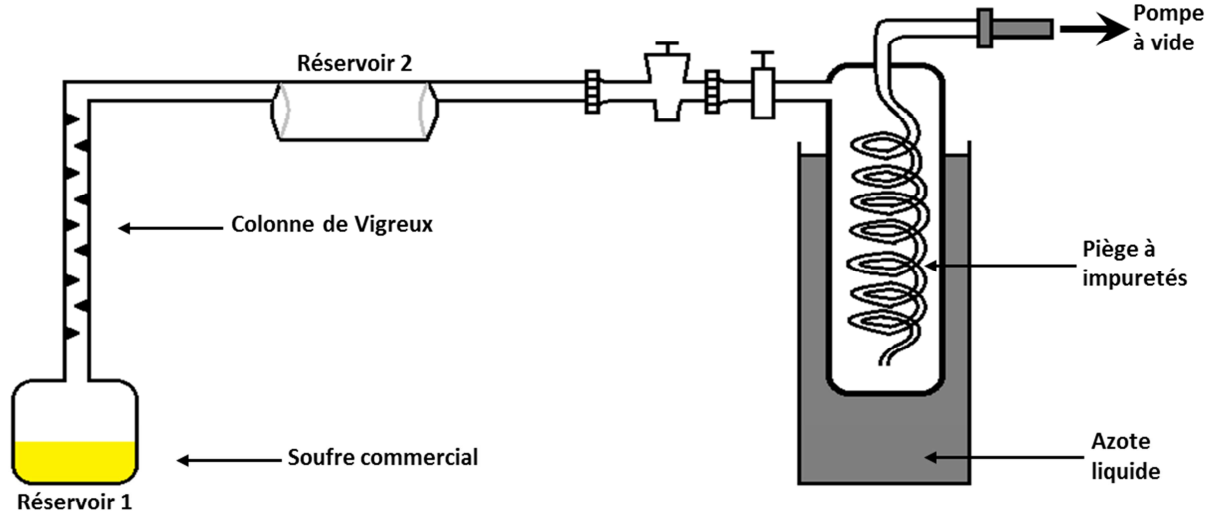 Pompe
à vide
Réservoir 2
Colonne de Vigreux
Piège à
impuretés
Azote
liquide
Soufre commercial
Réservoir 1